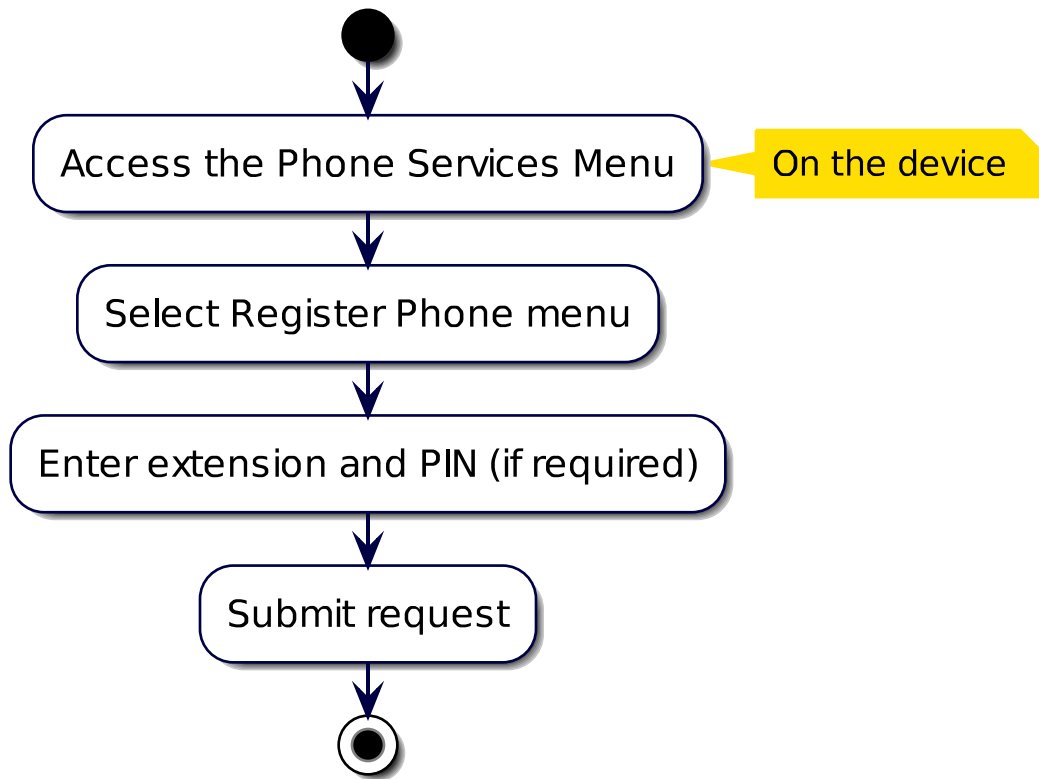 Access the Phone Services Menu
On the device
Select Register Phone menu
Enter extension and PIN (if required)
Submit request